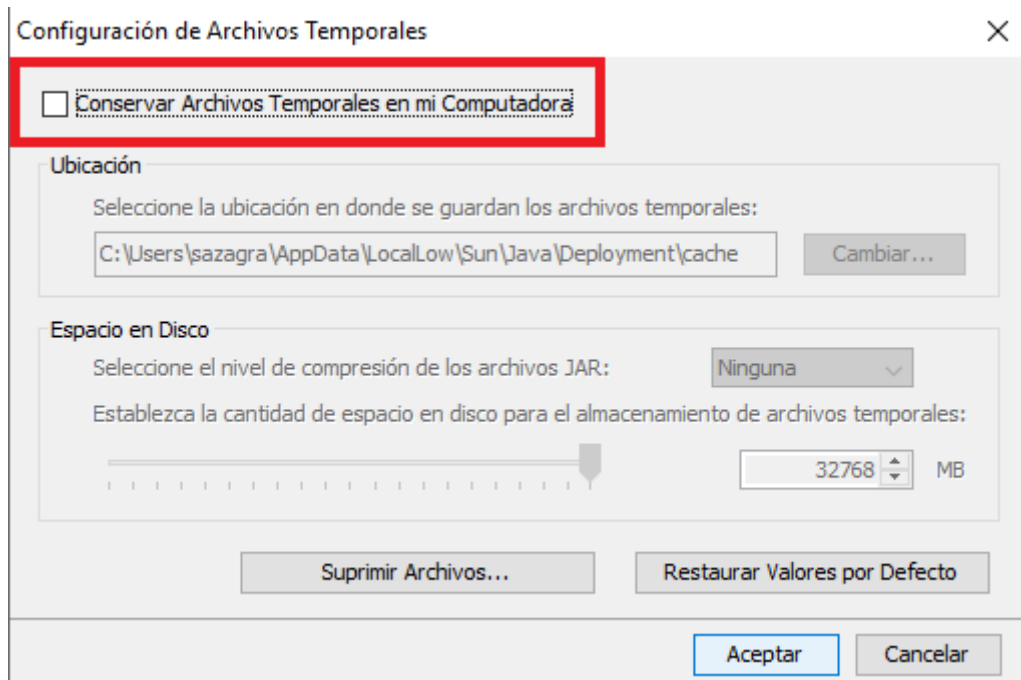 Configuración de Archivos Temporales
Conservar Archivos Temporales en mi Computadora
Ubicación
Seleccione la ubicación en donde se guardan los archivos temporales:
C:\Users\sazagra\AppData\LocalLow\Sun\Java\Deployment\cache
Cambiar...
Espacio en Disco
Seleccione el nivel de compresión de los archivos JAR:
Ninguna
Establezca la cantidad de espacio en disco para el almacenamiento de archivos temporales:
32768 MB
Suprimir Archivos...
Restaurar Valores por Defecto
Aceptar
Cancelar